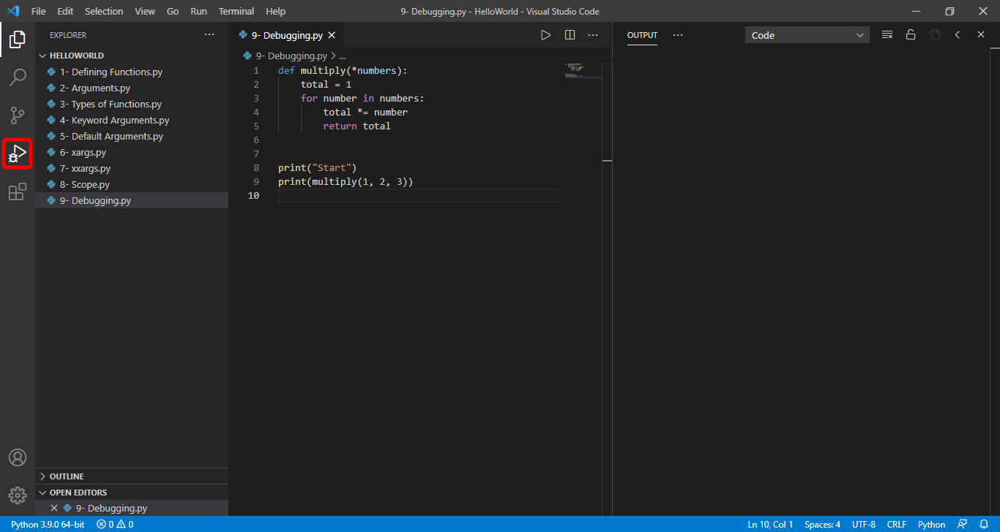 File Edit Selection View Go Run Terminal Help
9- Debugging.py - HelloWorld - Visual Studio Code
EXPLORER
HELLOWORLD
1- Defining Functions.py
2- Arguments.py
3- Types of Functions.py
4- Keyword Arguments.py
5- Default Arguments.py
6- xargs.py
7- xxargs.py
8- Scope.py
9- Debugging.py
OUTLINE
OPEN EDITORS
9- Debugging.py
9- Debugging.py
9- Debugging.py > ...
1 def multiply(*numbers):
2     total = 1
3     for number in numbers:
4         total *= number
5         return total
6
7
8 print("Start")
9 print(multiply(1, 2, 3))
10
OUTPUT
Code
Python 3.9.0 64-bit 0 0
Ln 10, Col 1 Spaces: 4 UTF-8 CRLF Python